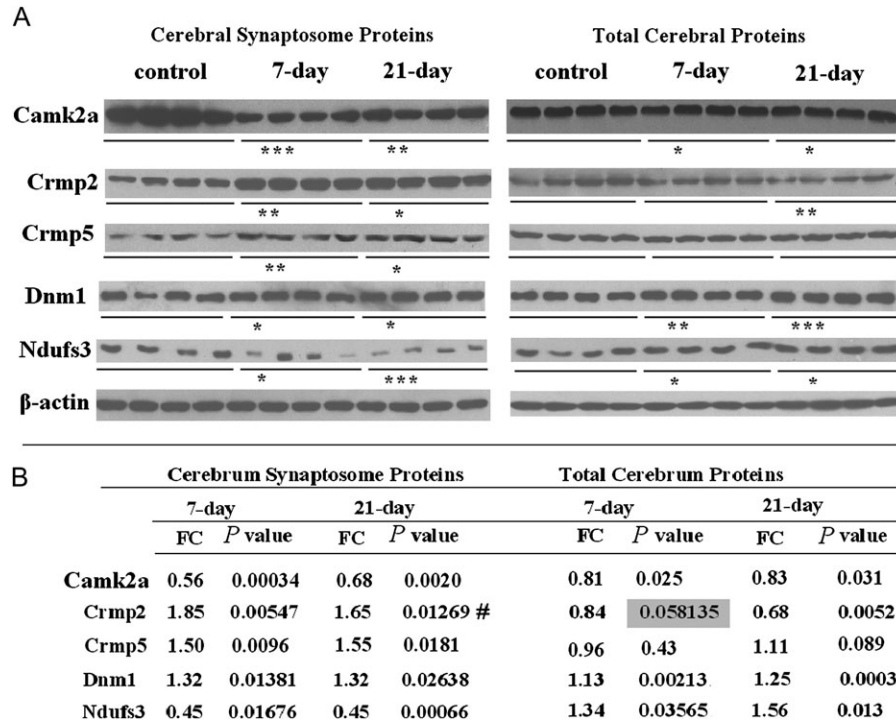 A
Cerebral Synaptosome Proteins Total Cerebral Proteins
control 7-day 21-day control 7-day 21-day
Camk2a
*** ** * *
Crmp2
** * **
Crmp5
** *
Dnm1
* * ** ***
Ndufs3
* *** * *
β-actin
B
Cerebrum Synaptosome Proteins Total Cerebrum Proteins
7-day 21-day 7-day 21-day
FC P value FC P value FC P value FC P value
Camk2a 0.56 0.00034 0.68 0.0020 0.81 0.025 0.83 0.031
Crmp2 1.85 0.00547 1.65 0.01269 # 0.84 0.058135 0.68 0.0052
Crmp5 1.50 0.0096 1.55 0.0181 0.96 0.43 1.11 0.089
Dnm1 1.32 0.01381 1.32 0.02638 1.13 0.00213 1.25 0.0003
Ndufs3 0.45 0.01676 0.45 0.00066 1.34 0.03565 1.56 0.013